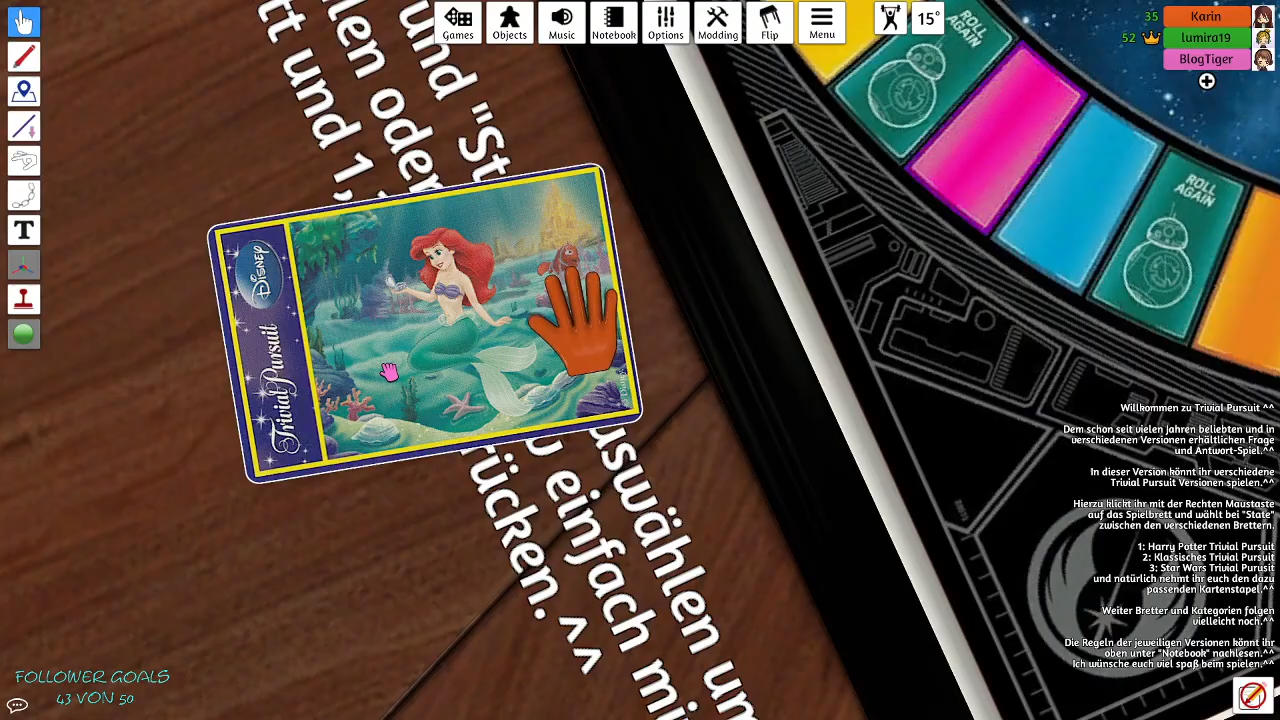 Games
Objects
Music
Notebook
Options
Modding
Flip
Menu
15°
35 Karin
52 lumira19
BlogTiger
ROLL
AGAIN
ROLL
AGAIN
T
und "St
len oder
tt und 1,
DISNEY
Trivial Pursuit
© Disney
uswählen un
u einfach mi
rücken. ^^
Willkommen zu Trivial Pursuit ^^
Dem schon seit vielen Jahren beliebten und in
verschiedenen Versionen erhältlichen Frage
und Antwort-Spiel.^^
In dieser Version könnt ihr verschiedene
Trivial Pursuit Versionen spielen.^^
Hierzu klickt ihr mit der Rechten Maustaste
auf das Spielbrett und wählt bei "State"
zwischen den verschiedenen Brettern.
1: Harry Potter Trivial Pursuit
2: Klassisches Trivial Pursuit
3: Star Wars Trivial Purusit
und natürlich nehmt ihr euch den dazu
passenden Kartenstapel.^^
Weiter Bretter und Kategorien folgen
vielleicht noch.^^
Die Regeln der jeweiligen Versionen könnt ihr
oben unter "Notebook" nachlesen.^^
Ich wünsche euch viel spaß beim spielen.^^
FOLLOWER GOALS
43 VON 50